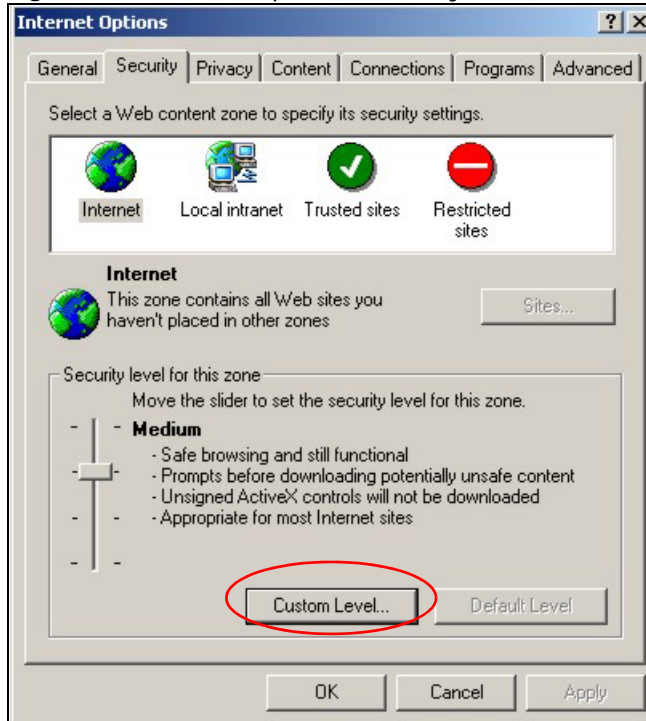 Internet Options
General Security Privacy Content Connections Programs Advanced
Select a Web content zone to specify its security settings.
Internet Local intranet Trusted sites Restricted
sites
Internet
This zone contains all Web sites you
haven't placed in other zones
Sites...
Security level for this zone
Move the slider to set the security level for this zone.
Medium
- Safe browsing and still functional
- Prompts before downloading potentially unsafe content
- Unsigned ActiveX controls will not be downloaded
- Appropriate for most Internet sites
Custom Level... Default Level
OK Cancel Apply